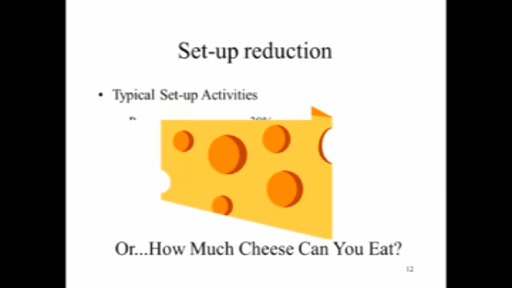 Set-up reduction
• Typical Set-up Activities
Or...How Much Cheese Can You Eat?
12